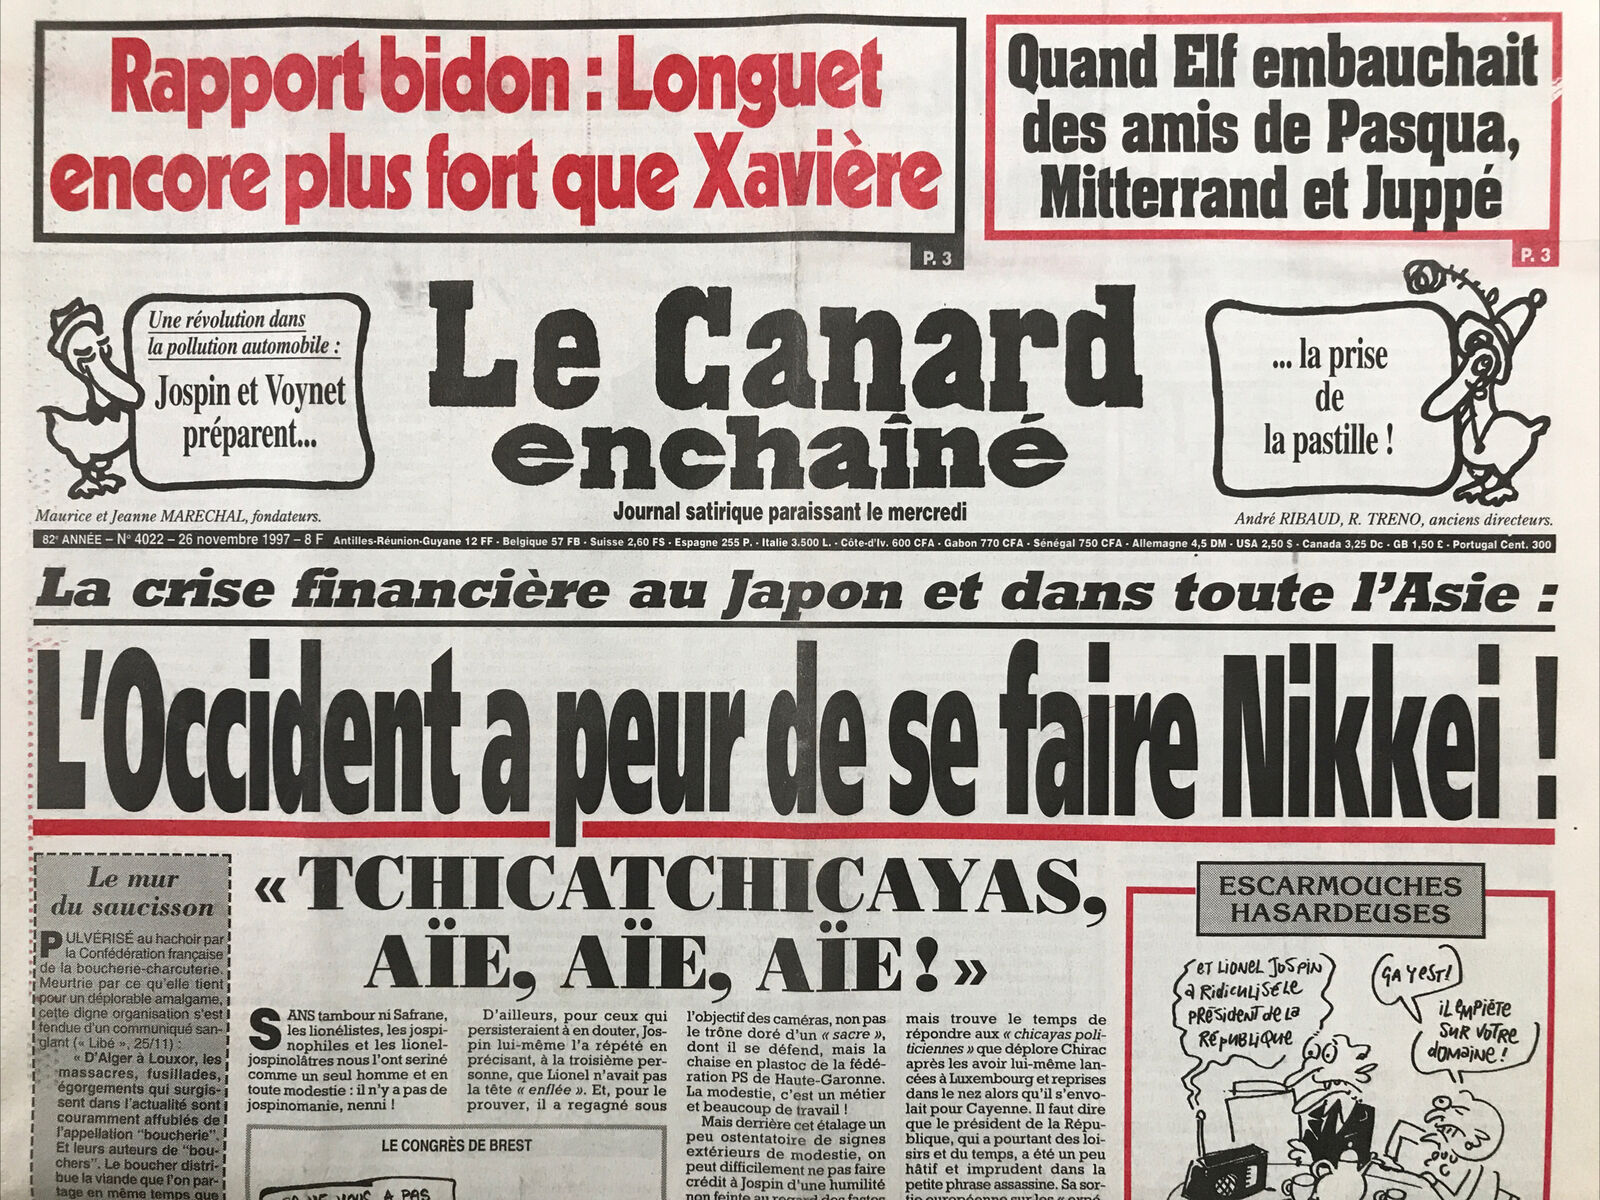 Rapport bidon : Longuet
encore plus fort que Xavière
P. 3
Quand Elf embauchait
des amis de Pasqua,
Mitterrand et Juppé
P. 3
Une révolution dans
la pollution automobile :
Jospin et Voynet
préparent...
Le Canard
enchaîné
Journal satirique paraissant le mercredi
... la prise
de
la pastille !
Maurice et Jeanne MARECHAL, fondateurs.
André RIBAUD, R. TRENO, anciens directeurs.
82e ANNÉE – N° 4022 – 26 novembre 1997 – 8 F Antilles-Réunion-Guyane 12 FF - Belgique 57 FB - Suisse 2,60 FS - Espagne 255 P. - Italie 3.500 L. - Côte-d'Iv. 600 CFA - Gabon 770 CFA - Sénégal 750 CFA - Allemagne 4,5 DM - USA 2,50 $ - Canada 3,25 Dc - GB 1,50 £ - Portugal Cent. 300
La crise financière au Japon et dans toute l'Asie :
L'Occident a peur de se faire Nikkei !
Le mur
du saucisson
PULVÉRISÉ au hachoir par
la Confédération française
de la boucherie-charcuterie.
Meurtrie par ce qu'elle tient
pour un déplorable amalgame,
cette digne organisation s'est
fendue d'un communiqué san-
glant (« Libé », 25/11) :
« D'Alger à Louxor, les
massacres, fusillades,
égorgements qui surgis-
sent dans l'actualité sont
couramment affublés de
l'appellation "boucherie".
Et leurs auteurs de "bou-
chers". Le boucher distri-
bue la viande que l'on par-
tage en même temps que
« TCHICATCHICAYAS,
AÏE, AÏE, AÏE ! »
SANS tambour ni Safrane,
les lionélistes, les jospi-
nophiles et les lionel-
jospinolâtres nous l'ont seriné
comme un seul homme et en
toute modestie : il n'y a pas de
jospinomanie, nenni !
D'ailleurs, pour ceux qui
persisteraient à en douter, Jos-
pin lui-même l'a répété en
précisant, à la troisième per-
sonne, que Lionel n'avait pas
la tête « enflée ». Et, pour le
prouver, il a regagné sous
LE CONGRÈS DE BREST
l'objectif des caméras, non pas
le trône doré d'un « sacre »,
dont il se défend, mais la
chaise en plastoc de la fédé-
ration PS de Haute-Garonne.
La modestie, c'est un métier
et beaucoup de travail !
Mais derrière cet étalage un
peu ostentatoire de signes
extérieurs de modestie, on
peut difficilement ne pas faire
crédit à Jospin d'une humilité
non feinte au regard des fastes
mais trouve le temps de
répondre aux « chicayas poli-
ticiennes » que déplore Chirac
après les avoir lui-même lan-
cées à Luxembourg et reprises
dans le nez alors qu'il s'envo-
lait pour Cayenne. Il faut dire
que le président de la Répu-
blique, qui a pourtant des loi-
sirs et du temps, a été un peu
hâtif et imprudent dans la
petite phrase assassine. Sa sor-
ESCARMOUCHES
HASARDEUSES
ET LIONEL JOSPIN
A RIDICULISÉ LE
PRÉSIDENT DE LA
RÉPUBLIQUE
ÇA YEST!
IL EMPIÈTE
SUR VOTRE
DOMAINE!